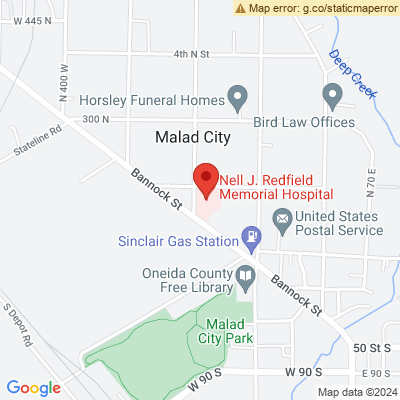 Map error: g.co/staticmaperror
W 445 N
4th N St
Deep Creek
N 400 W
Horsley Funeral Homes
300 N
Bird Law Offices
Stateline Rd
Malad City
N 70 E
Nell J. Redfield
Memorial Hospital
Bannock St
United States
Postal Service
Sinclair Gas Station
Oneida County
Free Library
Bannock St
S Depot Rd
Malad
City Park
50 St S
W 90 S
W 90 S
E 90 S
Google
Map data ©2024